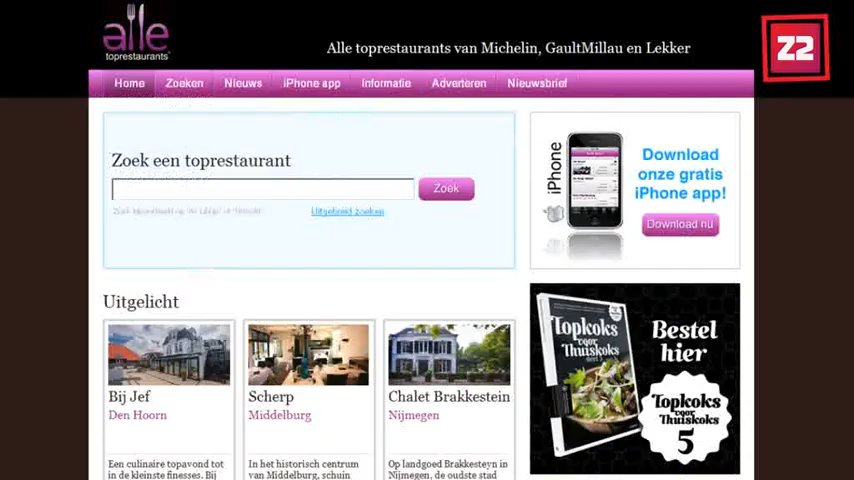 alle
toprestaurants
Alle toprestaurants van Michelin, GaultMillau en Lekker
Z2
Home Zoeken Nieuws iPhone app Informatie Adverteren Nieuwsbrief
Zoek een toprestaurant
Zoek
Uitgebreid zoeken
iPhone
Download
onze gratis
iPhone app!
Download nu
Uitgelicht
Bij Jef
Den Hoorn
Een culinaire topavond tot
in de kleinste finesses. Bij
Scherp
Middelburg
In het historisch centrum
van Middelburg, schuin
Chalet Brakkestein
Nijmegen
Op landgoed Brakkesteyn in
Nijmegen, de oudste stad
Topkoks
voor
Thuiskoks
Bestel
hier
Topkoks
voor
Thuiskoks
5